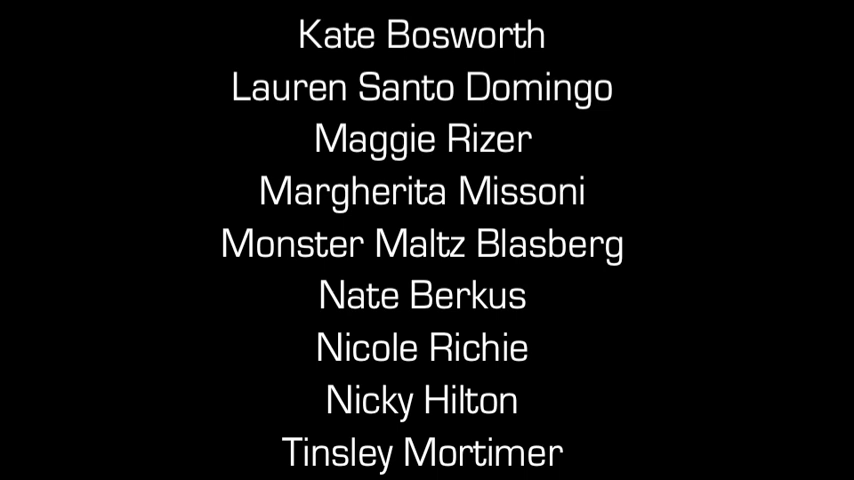 Kate Bosworth
Lauren Santo Domingo
Maggie Rizer
Margherita Missoni
Monster Maltz Blasberg
Nate Berkus
Nicole Richie
Nicky Hilton
Tinsley Mortimer